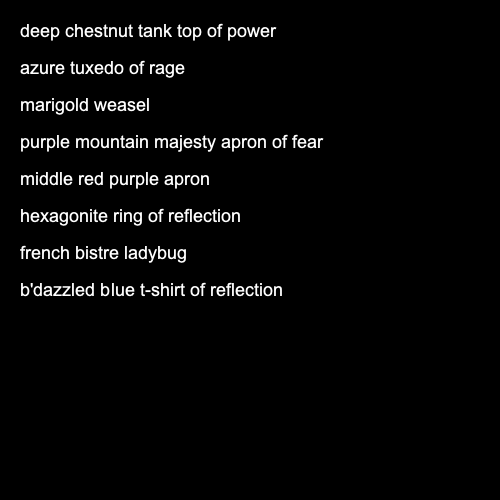 deep chestnut tank top of power
azure tuxedo of rage
marigold weasel
purple mountain majesty apron of fear
middle red purple apron
hexagonite ring of reflection
french bistre ladybug
b'dazzled blue t-shirt of reflection